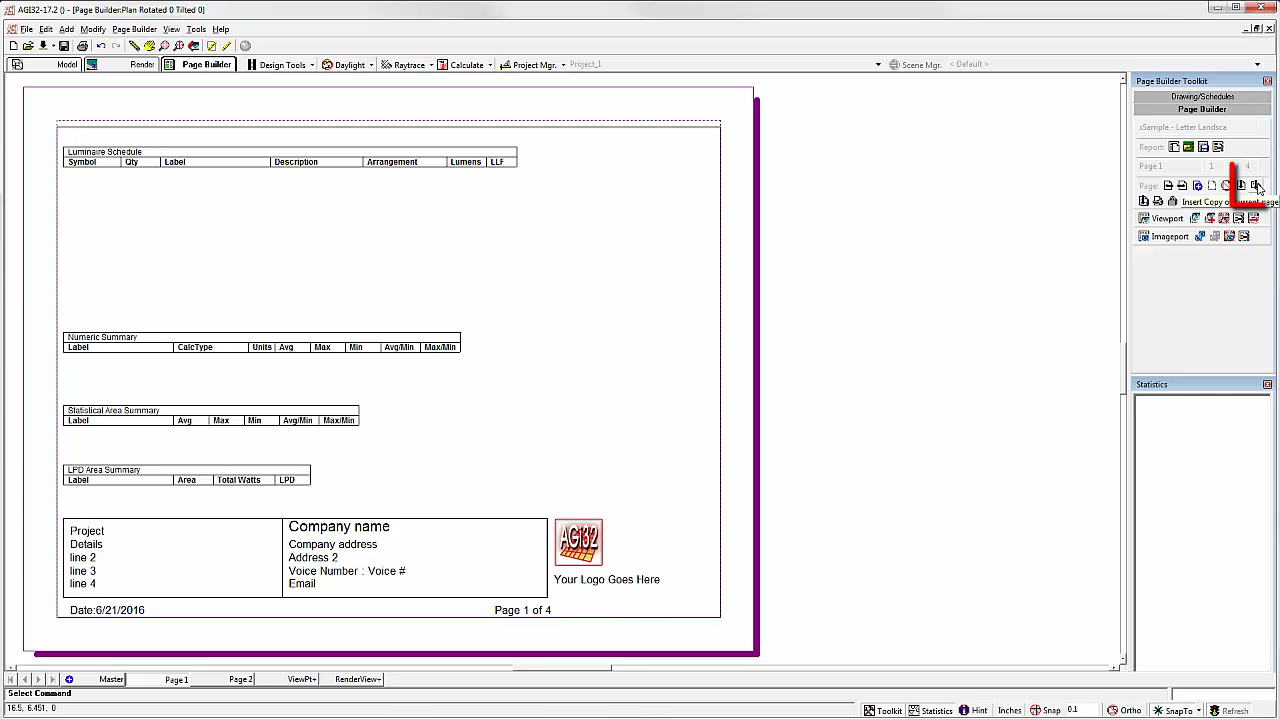 AGI32-17.2 () - [Page Builder:Plan Rotated 0 Tilted 0]
File Edit Add Modify Page Builder View Tools Help
Model Render Page Builder Design Tools Daylight Raytrace Calculate Project Mgr. Project_1 Scene Mgr. < Default >
Page Builder Toolkit
Drawing/Schedules
Page Builder
xSample - Letter Landsca
Report:
Page 1 1 4
Page:
Insert Copy of current page
Viewport
Imageport
Statistics
Luminaire Schedule
Symbol Qty Label Description Arrangement Lumens LLF
Numeric Summary
Label CalcType Units Avg Max Min Avg/Min Max/Min
Statistical Area Summary
Label Avg Max Min Avg/Min Max/Min
LPD Area Summary
Label Area Total Watts LPD
Project
Details
line 2
line 3
line 4
Company name
Company address
Address 2
Voice Number : Voice #
Email
AGI32
Your Logo Goes Here
Date:6/21/2016 Page 1 of 4
Master Page1 Page2 ViewPt+ RenderView+
Select Command
16.5, 6.451, 0 Toolkit Statistics Hint Inches Snap 0.1 Ortho SnapTo Refresh